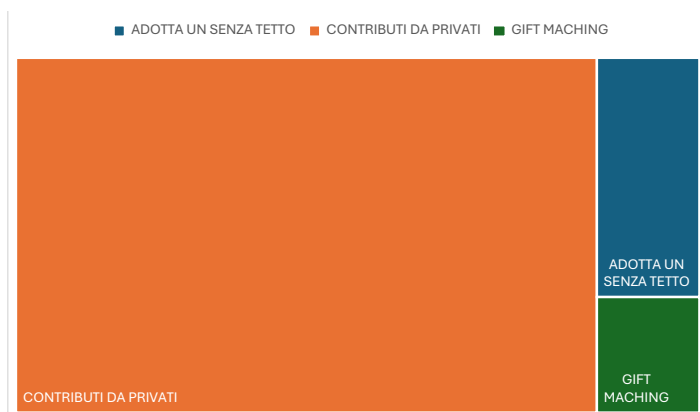 ADOTTA UN SENZA TETTO CONTRIBUTI DA PRIVATI GIFT MACHING
ADOTTA UN
SENZA TETTO
CONTRIBUTI DA PRIVATI
GIFT
MACHING